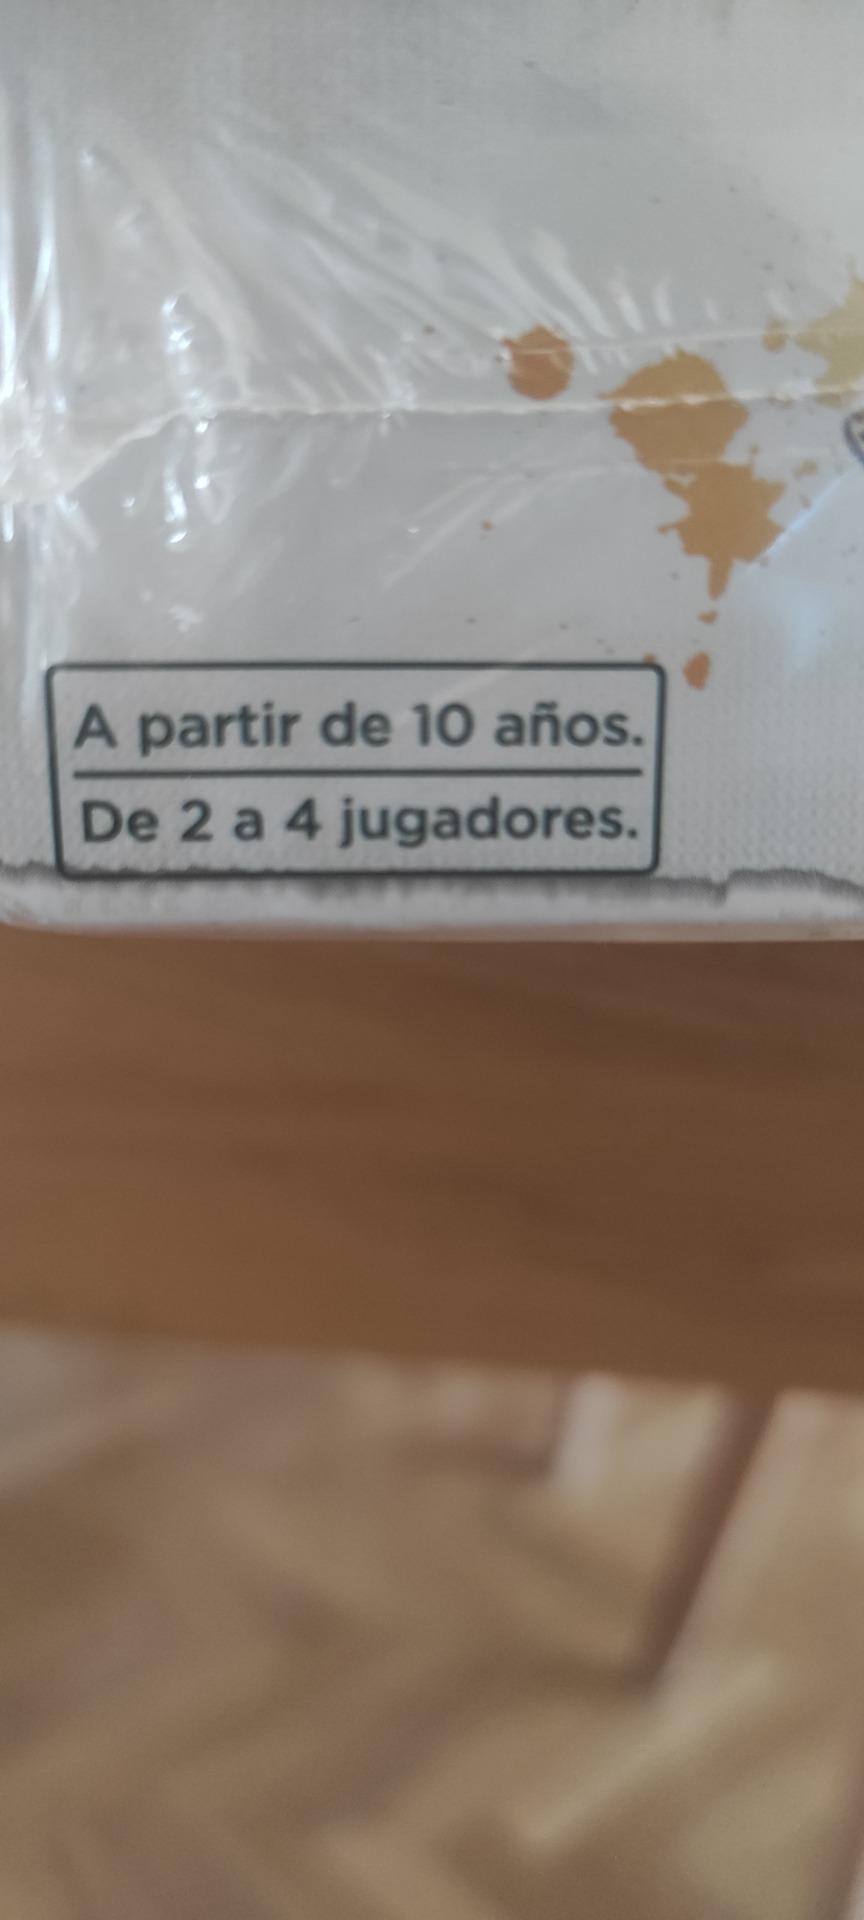 A partir de 10 años.
De 2 a 4 jugadores.